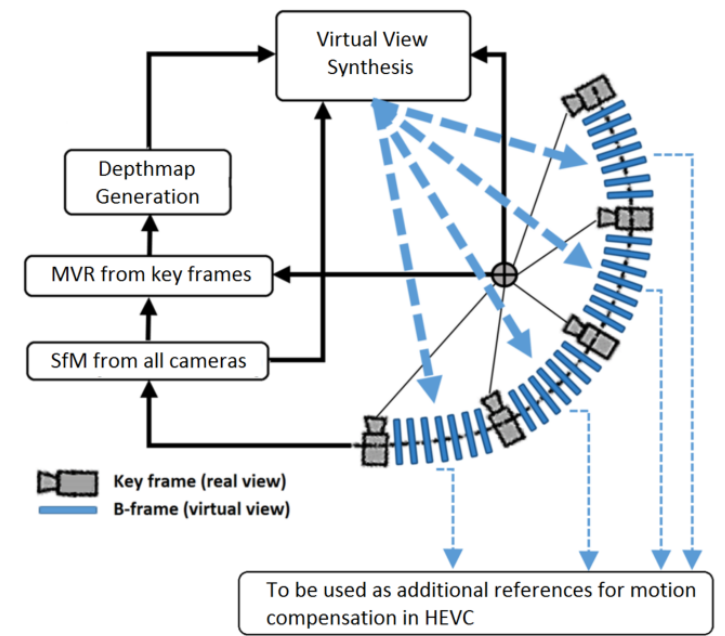 Virtual View
Synthesis
Depthmap
Generation
MVR from key frames
SfM from all cameras
Key frame (real view)
B-frame (virtual view)
To be used as additional references for motion
compensation in HEVC